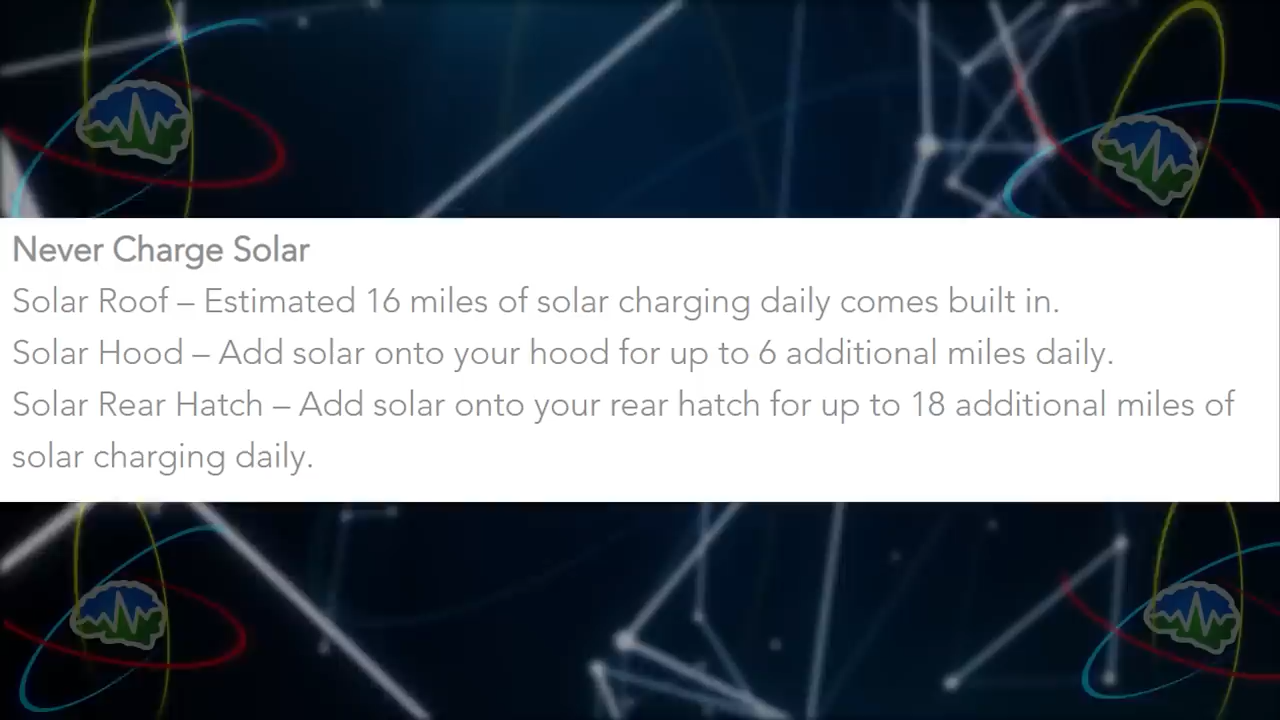 Never Charge Solar
Solar Roof – Estimated 16 miles of solar charging daily comes built in.
Solar Hood – Add solar onto your hood for up to 6 additional miles daily.
Solar Rear Hatch – Add solar onto your rear hatch for up to 18 additional miles of
solar charging daily.